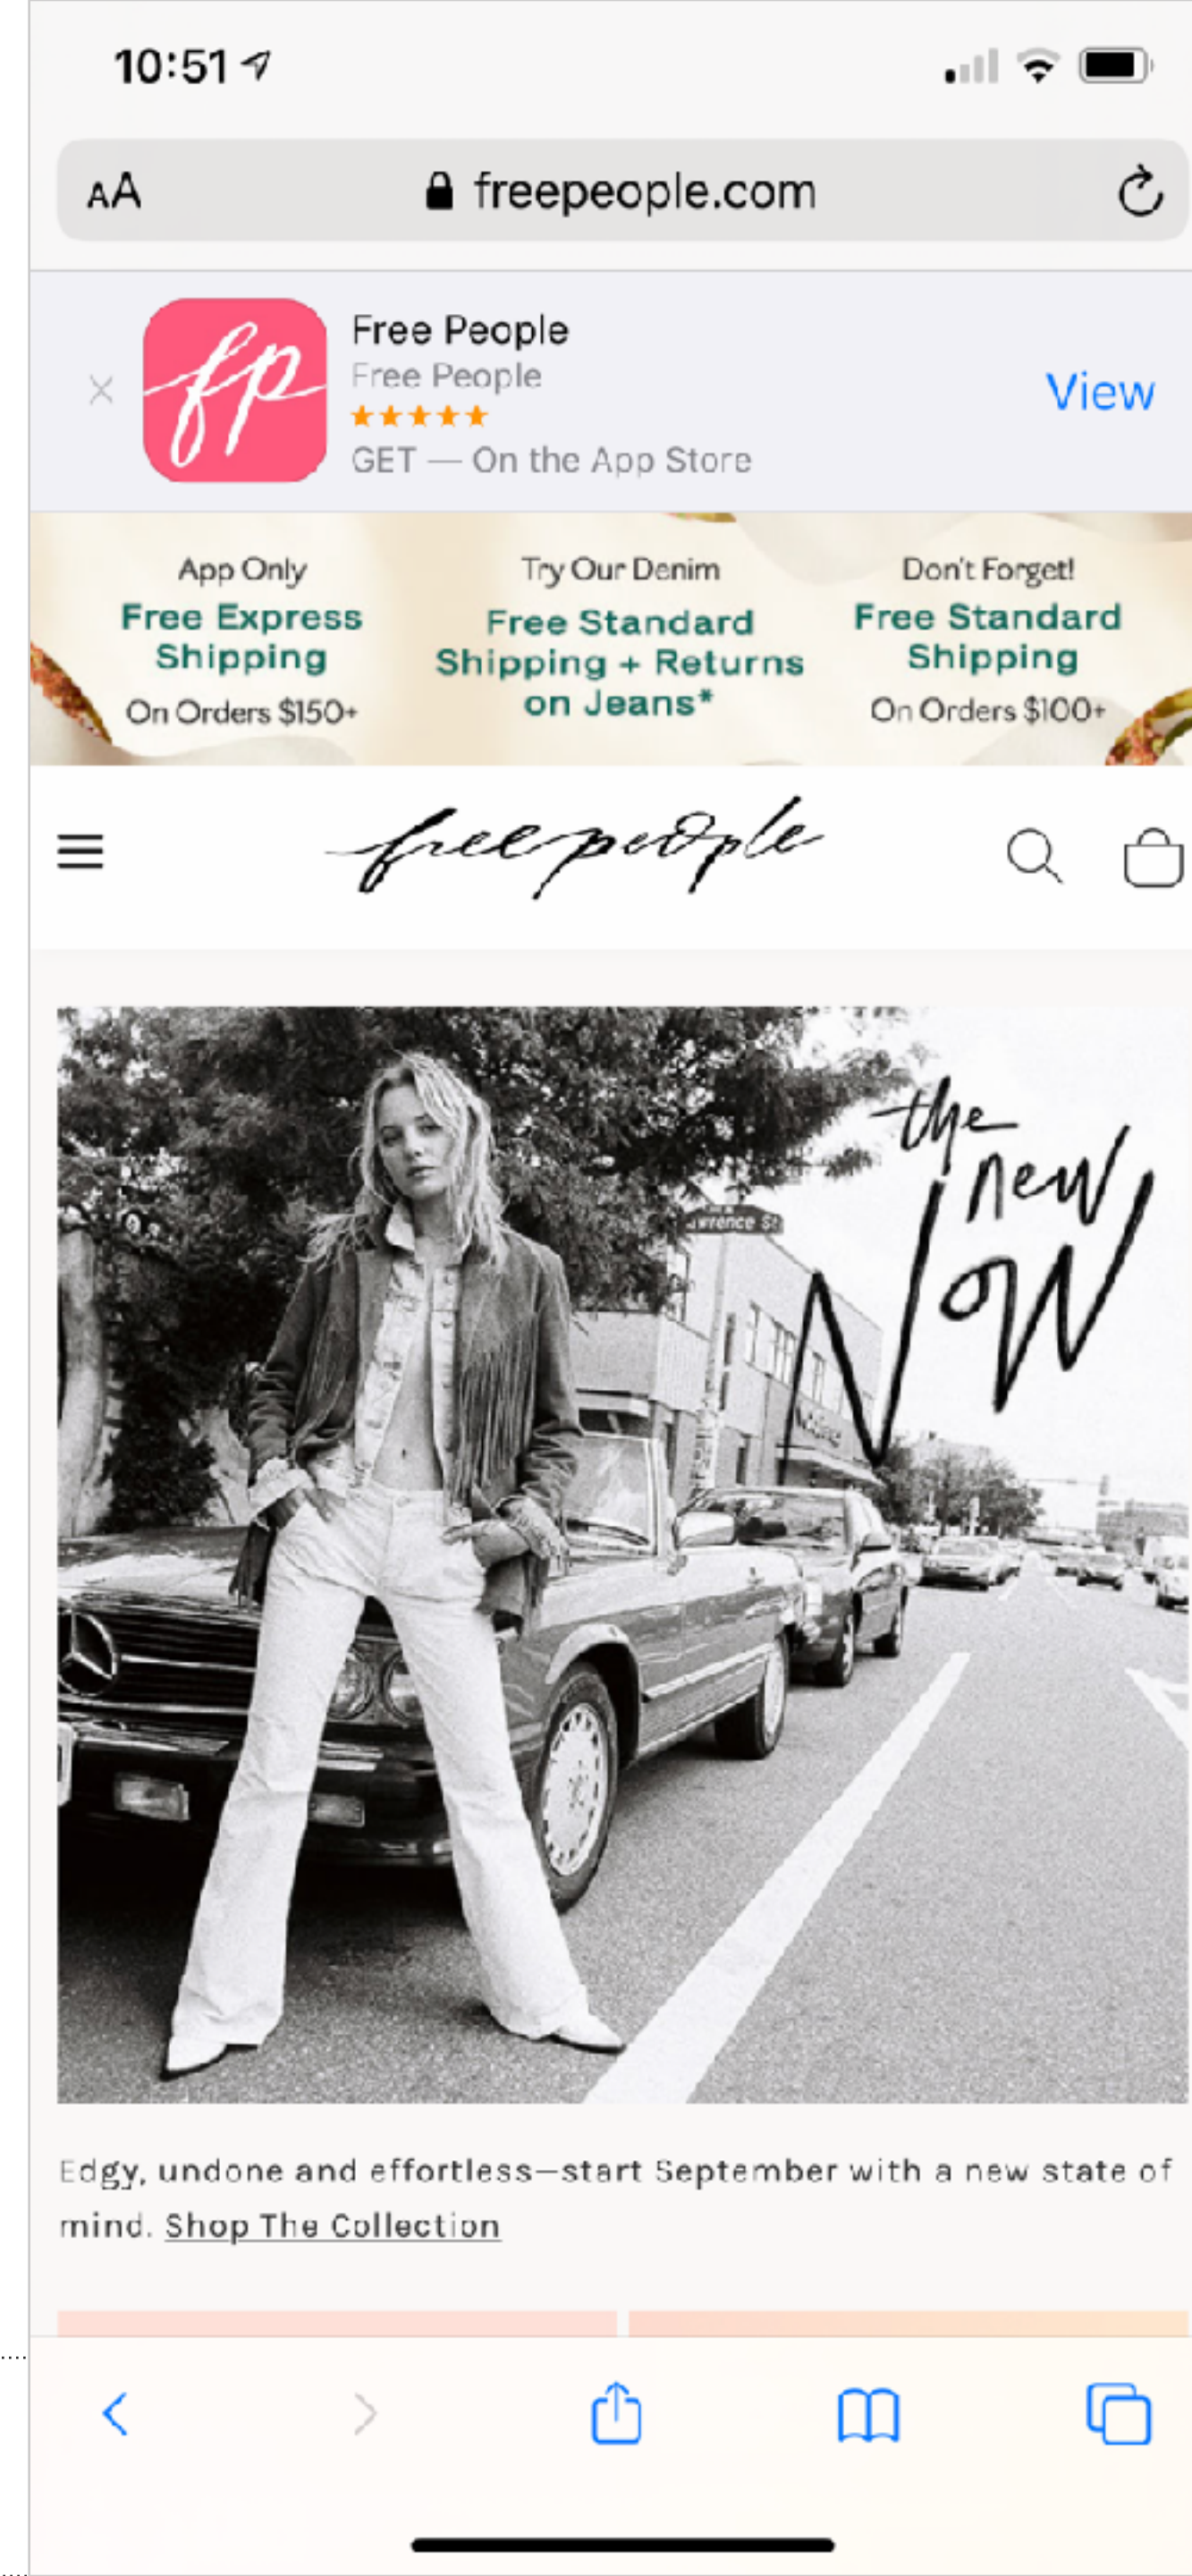 10:51
AA freepeople.com
Free People
Free People
GET — On the App Store
View
App Only
Free Express
Shipping
On Orders $150+
Try Our Denim
Free Standard
Shipping + Returns
on Jeans*
Don't Forget!
Free Standard
Shipping
On Orders $100+
fp
free people
the
new
Now
Edgy, undone and effortless—start September with a new state of
mind. Shop The Collection